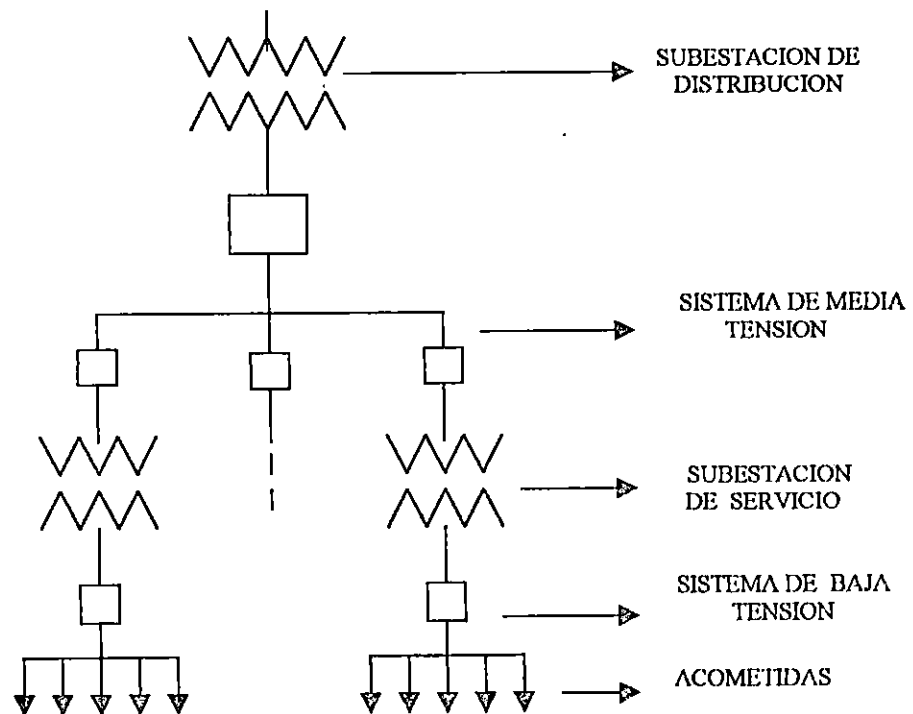 SUBESTACION DE
DISTRIBUCION
SISTEMA DE MEDIA
TENSION
SUBESTACION
DE SERVICIO
SISTEMA DE BAJA
TENSION
ACOMETIDAS